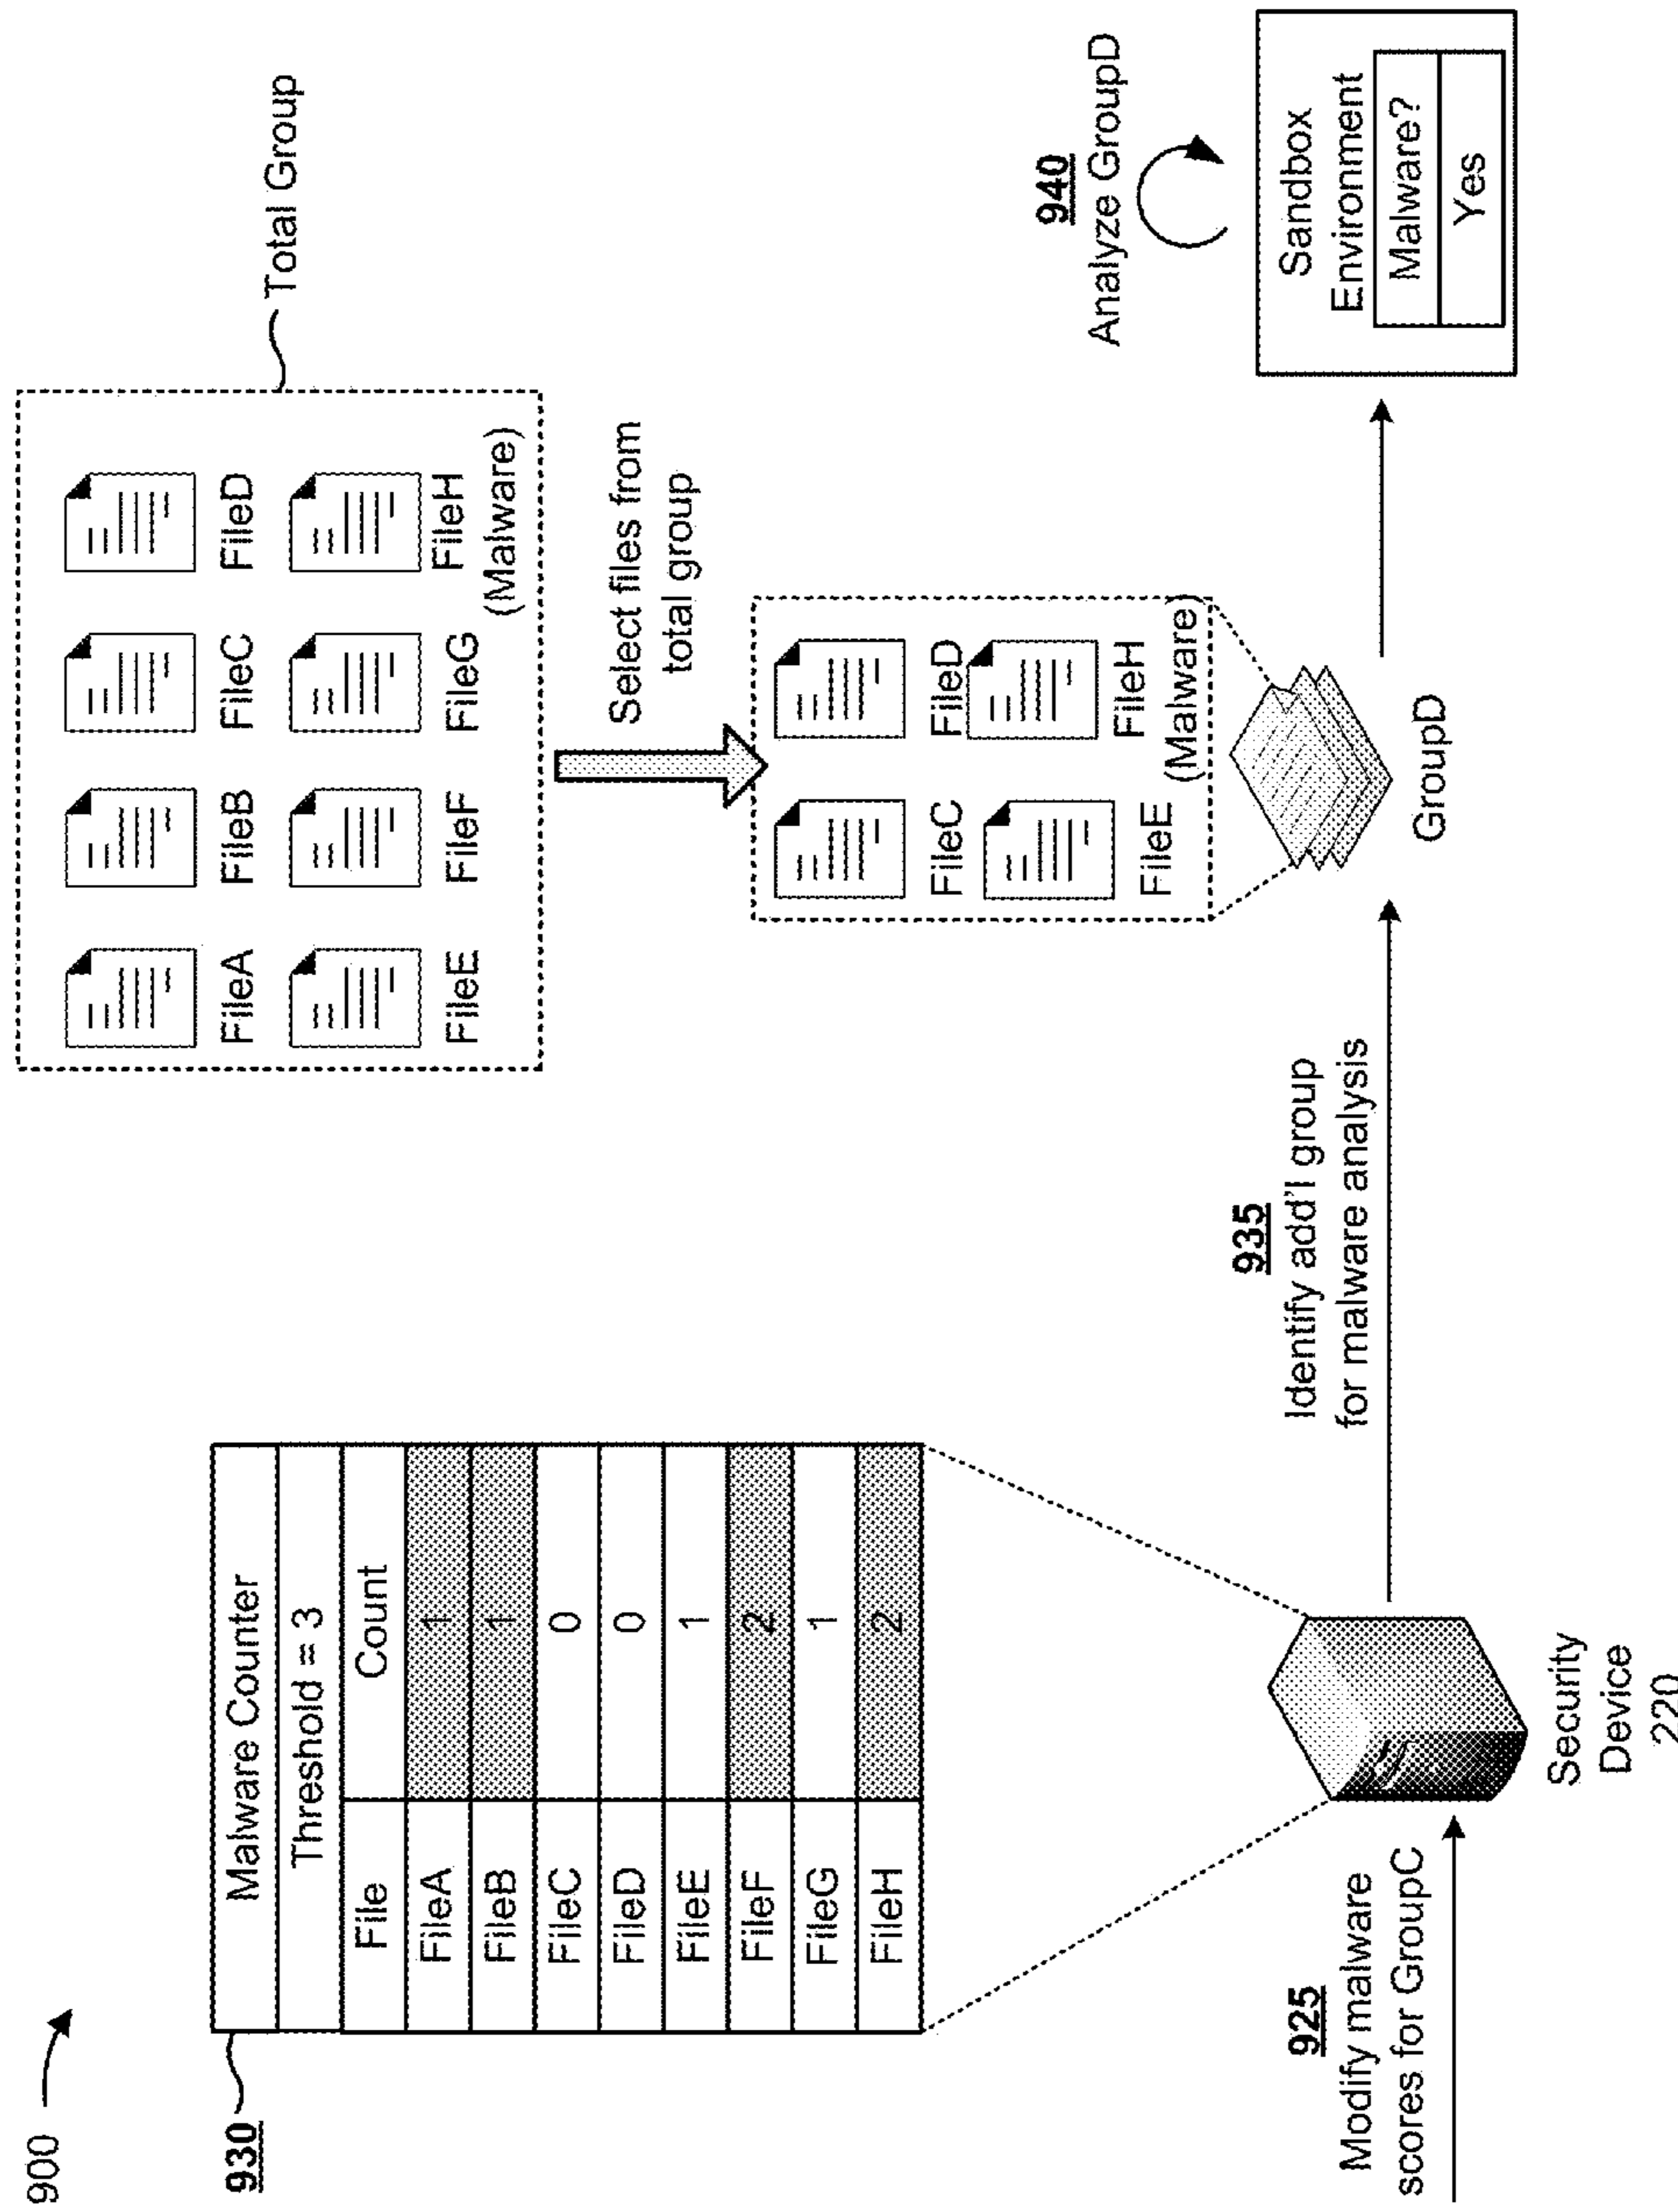 900
930
Malware Counter
Threshold = 3
File Count
FileA 1
FileB 1
FileC 0
FileD 0
FileE 1
FileF 2
FileG 1
FileH 2
Total Group
FileA FileB FileC FileD
FileE FileF FileG FileH
(Malware)
Select files from
total group
FileC FileD
FileE FileH
(Malware)
925
Modify malware
scores for GroupC
Security
Device
220
935
Identify add'l group
for malware analysis
GroupD
940
Analyze GroupD
Sandbox
Environment
Malware?
Yes